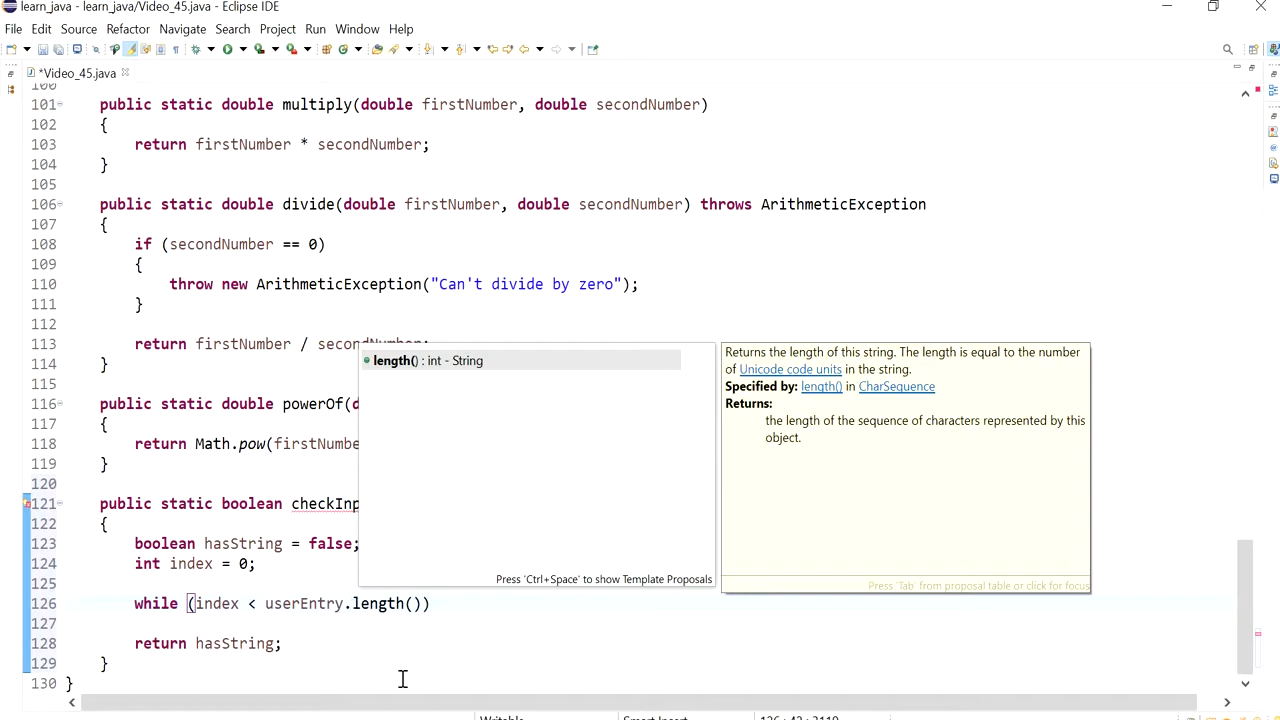 learn_java - learn_java/Video_45.java - Eclipse IDE
File Edit Source Refactor Navigate Search Project Run Window Help
*Video_45.java
100
101 public static double multiply(double firstNumber, double secondNumber)
102 {
103 return firstNumber * secondNumber;
104 }
105
106 public static double divide(double firstNumber, double secondNumber) throws ArithmeticException
107 {
108 if (secondNumber == 0)
109 {
110 throw new ArithmeticException("Can't divide by zero");
111 }
112
113 return firstNumber / secondNumber;
114 }
115
116 public static double powerOf(d
117 {
118 return Math.pow(firstNumbe
119 }
120
121 public static boolean checkInp
122 {
123 boolean hasString = false;
124 int index = 0;
125
126 while (index < userEntry.length())
127
128 return hasString;
129 }
130 }
length() : int - String
Press 'Ctrl+Space' to show Template Proposals
Returns the length of this string. The length is equal to the number
of Unicode code units in the string.
Specified by: length() in CharSequence
Returns:
the length of the sequence of characters represented by this
object.
Press 'Tab' from proposal table or click for focus
Writable Smart Insert 126 : 42 : 3119